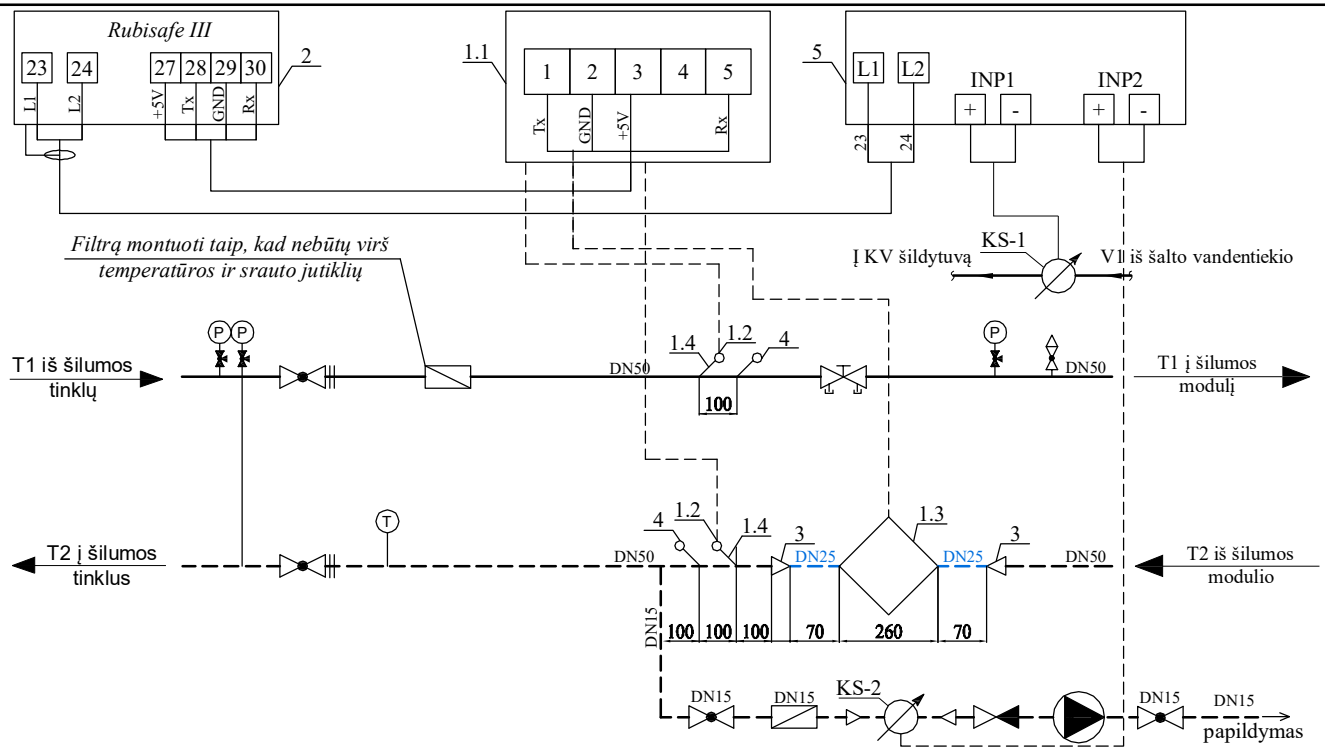 Rubisafe III
23 24 27 28 29 30
2
L1 L2 +5V Tx GND Rx
1.1
1 2 3 4 5
Tx GND +5V Rx
5
L1 L2
INP1 INP2
+ - + -
23 24
Filtrą montuoti taip, kad nebūtų virš
temperatūros ir srauto jutiklių
KS-1
Į KV šildytuvą
V1 iš šalto vandentiekio
P P
P
T1 iš šilumos
tinklų
1.4 1.2 4
DN50
100
DN50
T1 į šilumos
modulį
T
T2 į šilumos
tinklus
4 1.2 1.4 3
1.3
3
DN50 DN25 DN25 DN50
T2 iš šilumos
modulio
DN15
100 100 100 70 260 70
DN15 DN15 KS-2 DN15 DN15
papildymas